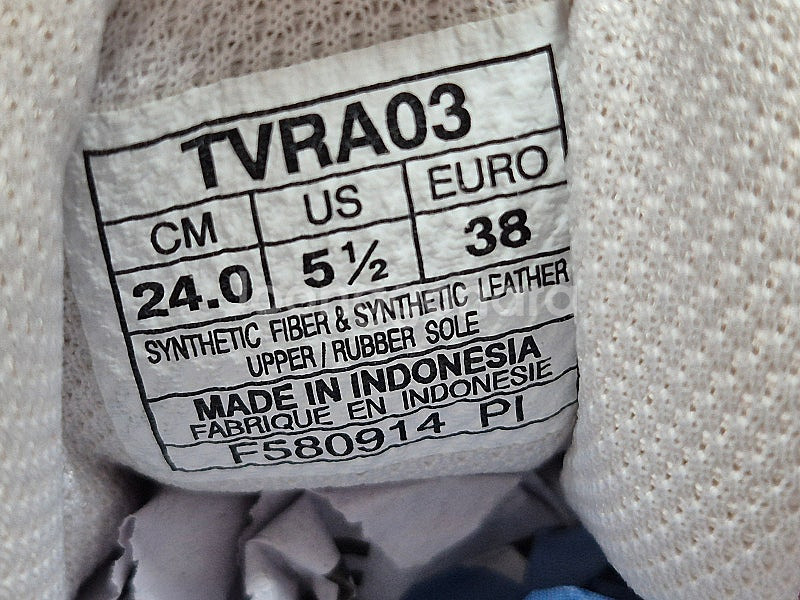 TVRA03
CM US EURO
24.0 5½ 38
SYNTHETIC FIBER & SYNTHETIC LEATHER
UPPER / RUBBER SOLE
MADE IN INDONESIA
FABRIQUE EN INDONESIE
F580914 PI